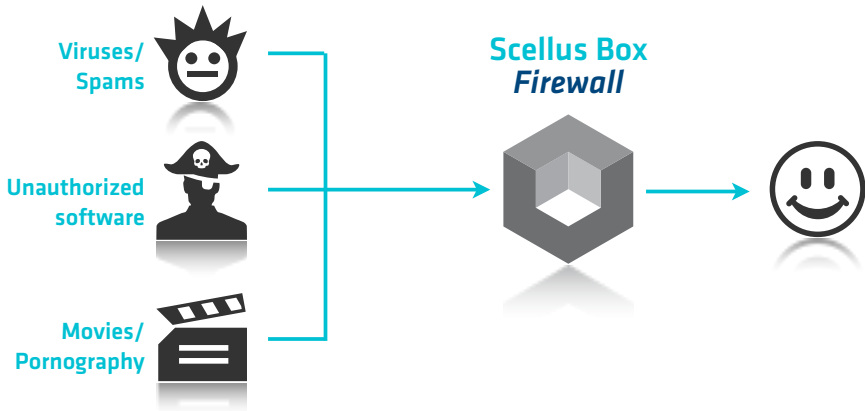 Viruses/
Spams
Unauthorized
software
Movies/
Pornography
Scellus Box
Firewall